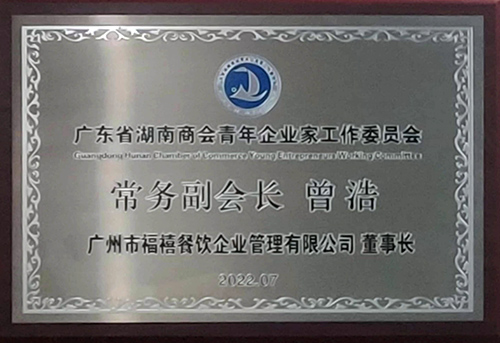 广东省湖南商会青年企业家工作委员会
Guangdong Hunan Chamber of Commerce Young Entrepreneurs Working Committee
常务副会长 曾浩
广州市福禧餐饮企业管理有限公司 董事长
2022.07